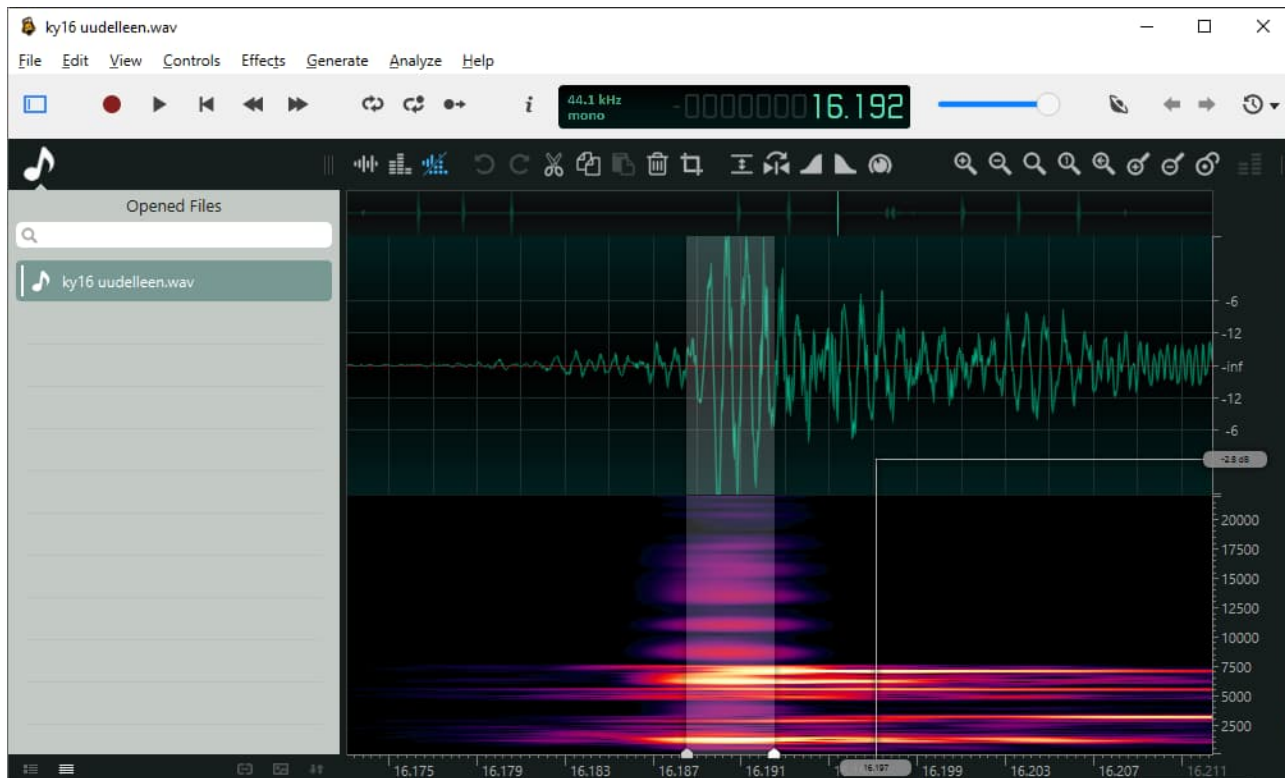 ky16 uudelleen.wav
File Edit View Controls Effects Generate Analyze Help
i 44.1 kHz mono -000000016.192
Opened Files
ky16 uudelleen.wav
-6
-12
-inf
-12
-6
-2.8 dB
20000
17500
15000
12500
10000
7500
5000
2500
16.175 16.179 16.183 16.187 16.191 16.197 16.199 16.203 16.207 16.211